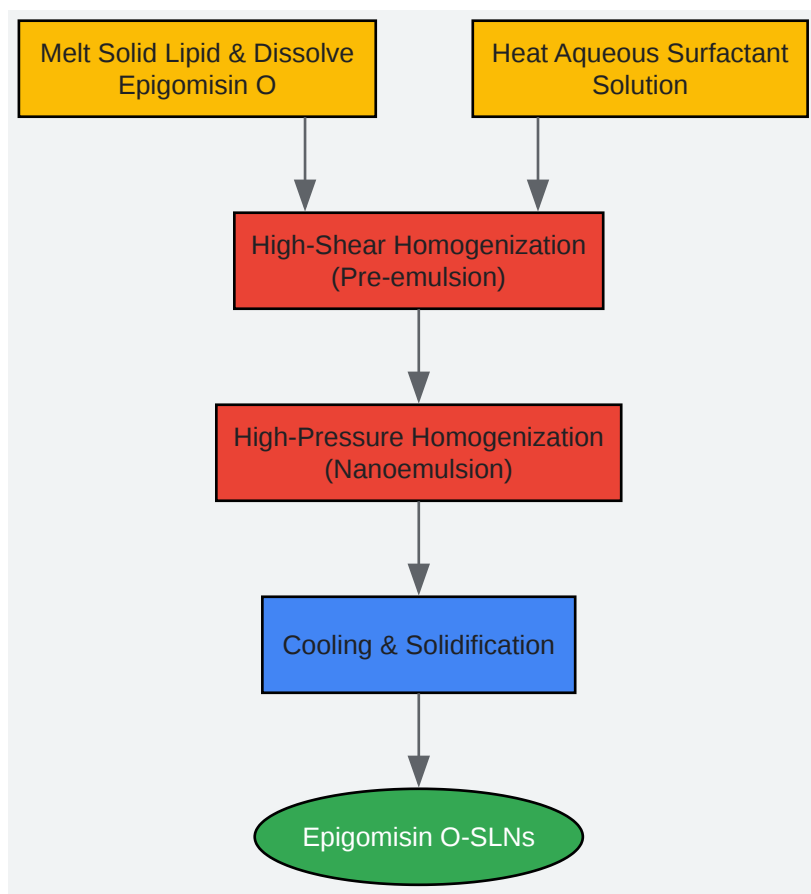 Melt Solid Lipid & Dissolve
Epigomisin O
Heat Aqueous Surfactant
Solution
High-Shear Homogenization
(Pre-emulsion)
High-Pressure Homogenization
(Nanoemulsion)
Cooling & Solidification
Epigomisin O-SLNs